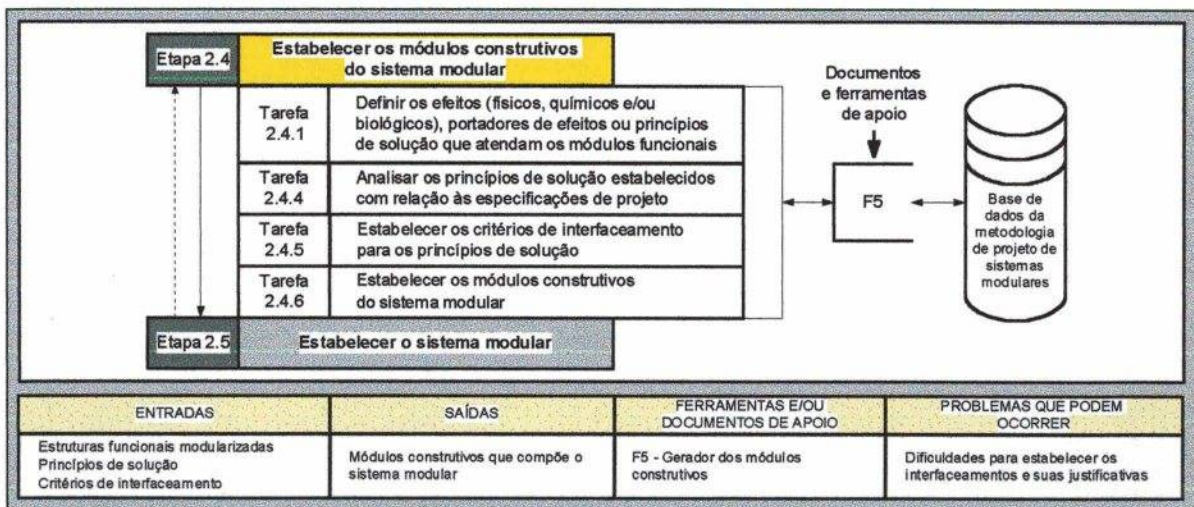 Etapa 2.4
Estabelecer os módulos construtivos
do sistema modular
Tarefa
2.4.1
Definir os efeitos (físicos, químicos e/ou
biológicos), portadores de efeitos ou princípios
de solução que atendam os módulos funcionais
Tarefa
2.4.4
Analisar os princípios de solução estabelecidos
com relação às especificações de projeto
Tarefa
2.4.5
Estabelecer os critérios de interfaceamento
para os princípios de solução
Tarefa
2.4.6
Estabelecer os módulos construtivos
do sistema modular
Etapa 2.5
Estabelecer o sistema modular
Documentos
e ferramentas
de apoio
F5
Base de
dados da
metodologia
de projeto de
sistemas
modulares
ENTRADAS
SAÍDAS
FERRAMENTAS E/OU
DOCUMENTOS DE APOIO
PROBLEMAS QUE PODEM
OCORRER
Estruturas funcionais modularizadas
Princípios de solução
Critérios de interfaceamento
Módulos construtivos que compõe o
sistema modular
F5 - Gerador dos módulos
construtivos
Dificuldades para estabelecer os
interfaceamentos e suas justificativas